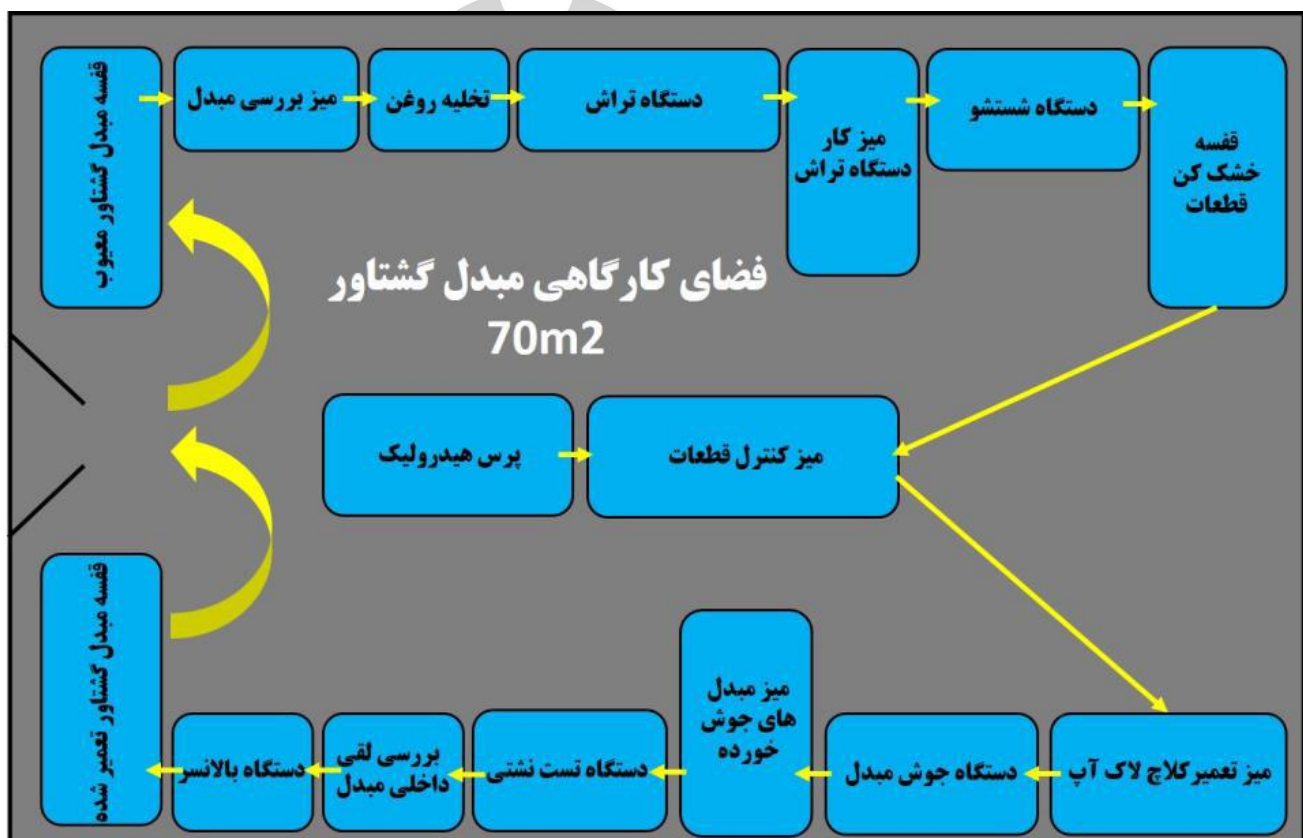 قفسه مبدل گشتاور معیوب
میز بررسی مبدل
تخلیه روغن
دستگاه تراش
میز کار
دستگاه تراش
دستگاه شستشو
قفسه
خشک کن
قطعات
فضای کارگاهی مبدل گشتاور
70m2
پرس هیدرولیک
میز کنترل قطعات
میز تعمیر کلاچ لاک آپ
دستگاه جوش مبدل
میز مبدل
های جوش
خورده
دستگاه تست نشتی
بررسی لقی
داخلی مبدل
دستگاه بالانسر
قفسه مبدل گشتاور تعمیر شده